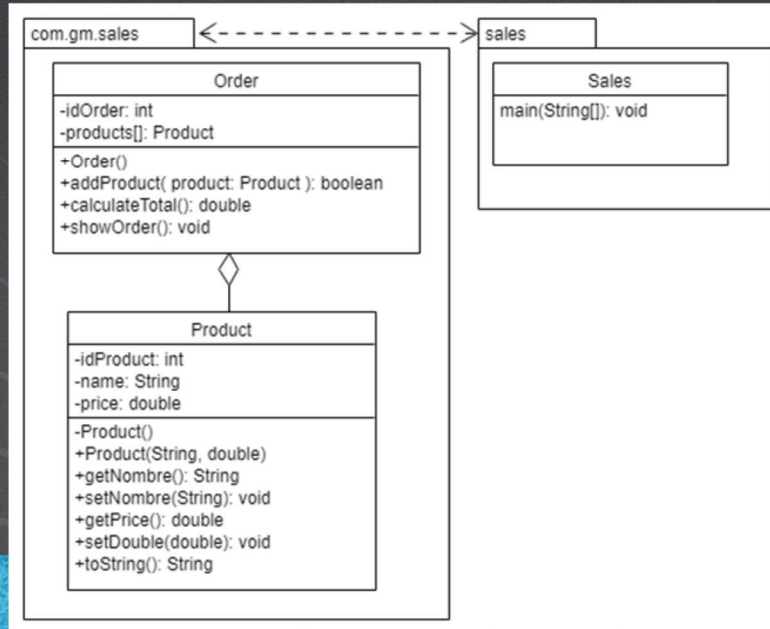 com.gm.sales
Order
-idOrder: int
-products[]: Product
+Order()
+addProduct( product: Product ): boolean
+calculateTotal(): double
+showOrder(): void
Product
-idProduct: int
-name: String
-price: double
-Product()
+Product(String, double)
+getNombre(): String
+setNombre(String): void
+getPrice(): double
+setDouble(double): void
+toString(): String
sales
Sales
main(String[]): void